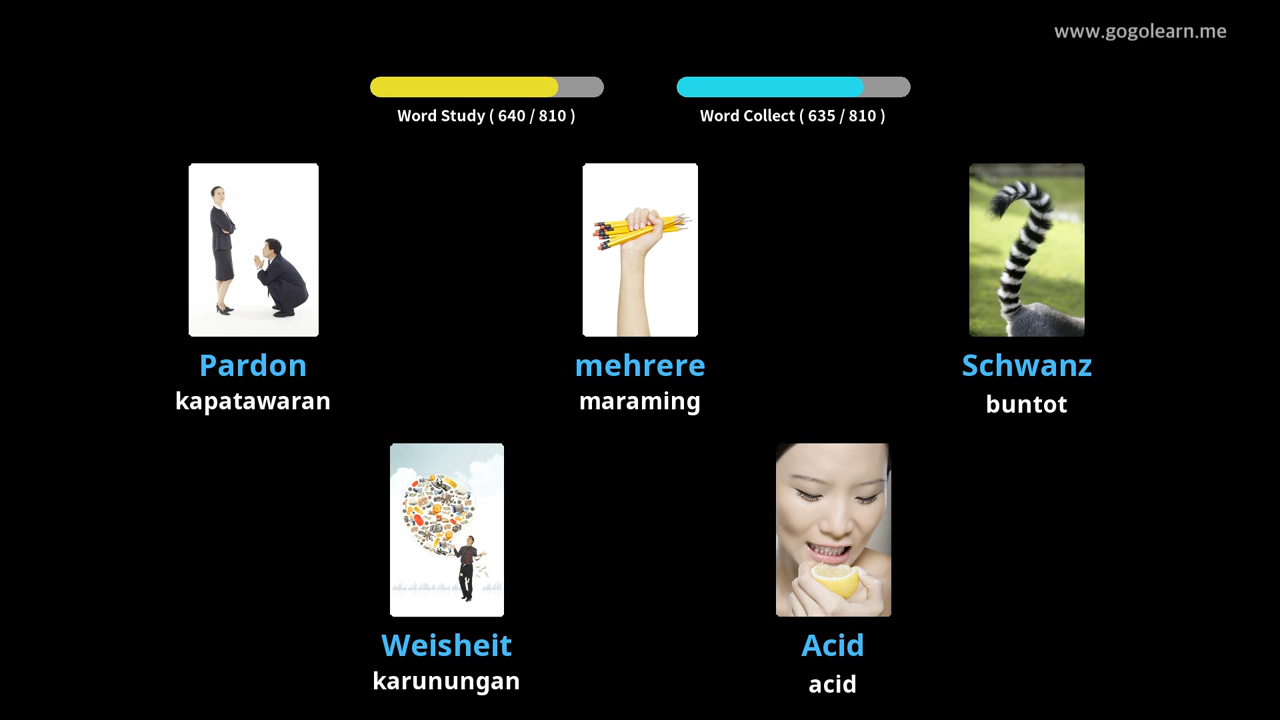 www.gogolearn.me
Word Study ( 640 / 810 )
Word Collect ( 635 / 810 )
Pardon
kapatawaran
mehrere
maraming
Schwanz
buntot
Weisheit
karunungan
Acid
acid